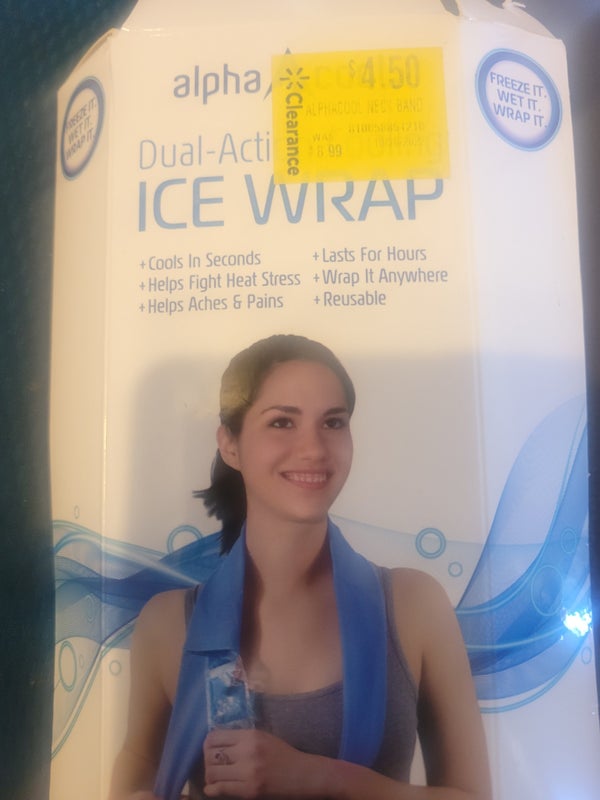 alpha cool
$4.50
ALPHACOOL NECK BAND
Clearance
WAS
8.99
FREEZE IT.
WET IT.
WRAP IT.
FREEZE IT.
WET IT.
WRAP IT.
Dual-Acti
ICE WRAP
+Cools In Seconds
+Helps Fight Heat Stress
+Helps Aches & Pains
+Lasts For Hours
+Wrap It Anywhere
+Reusable